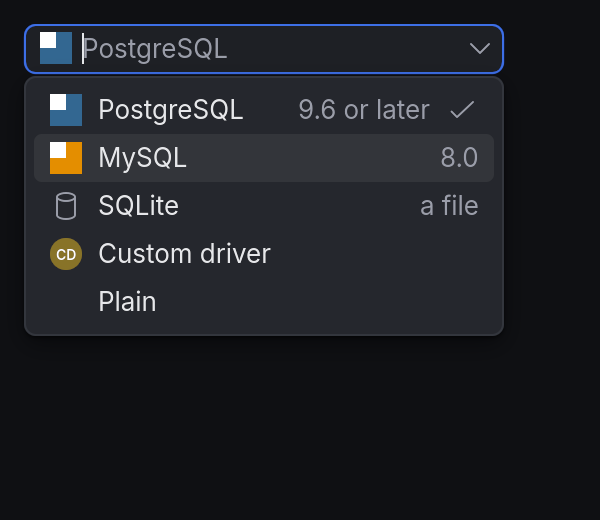 PostgreSQL
PostgreSQL 9.6 or later
MySQL 8.0
SQLite a file
CD Custom driver
Plain